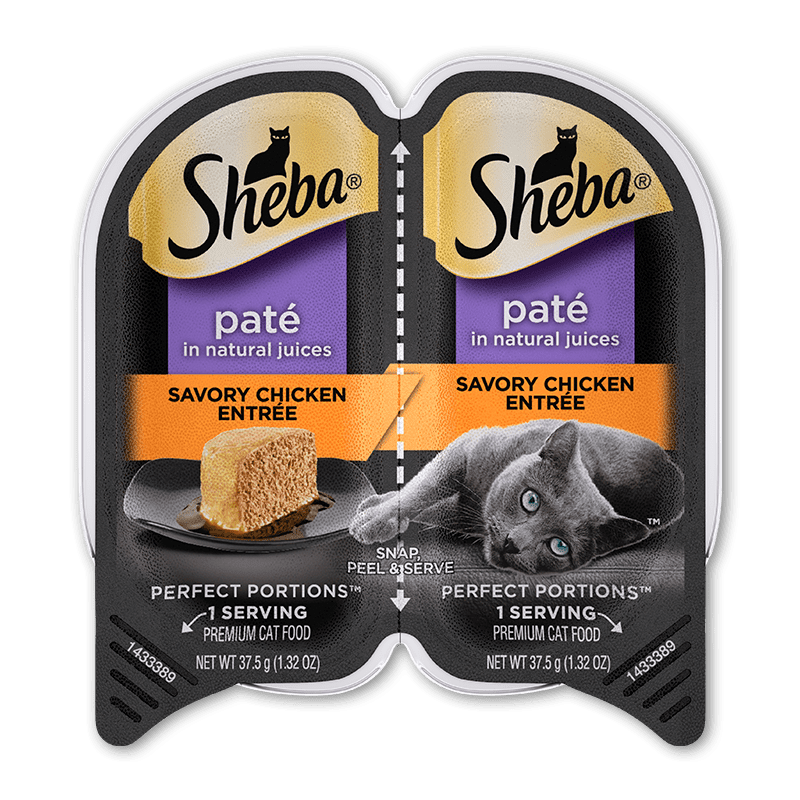 Sheba®
paté
in natural juices
SAVORY CHICKEN
ENTRÉE
SNAP,
PEEL & SERVE
PERFECT PORTIONS™
1 SERVING
PREMIUM CAT FOOD
NET WT 37.5 g (1.32 OZ)
1433389
Sheba®
paté
in natural juices
SAVORY CHICKEN
ENTRÉE
™
PERFECT PORTIONS™
1 SERVING
PREMIUM CAT FOOD
NET WT 37.5 g (1.32 OZ)
1433389